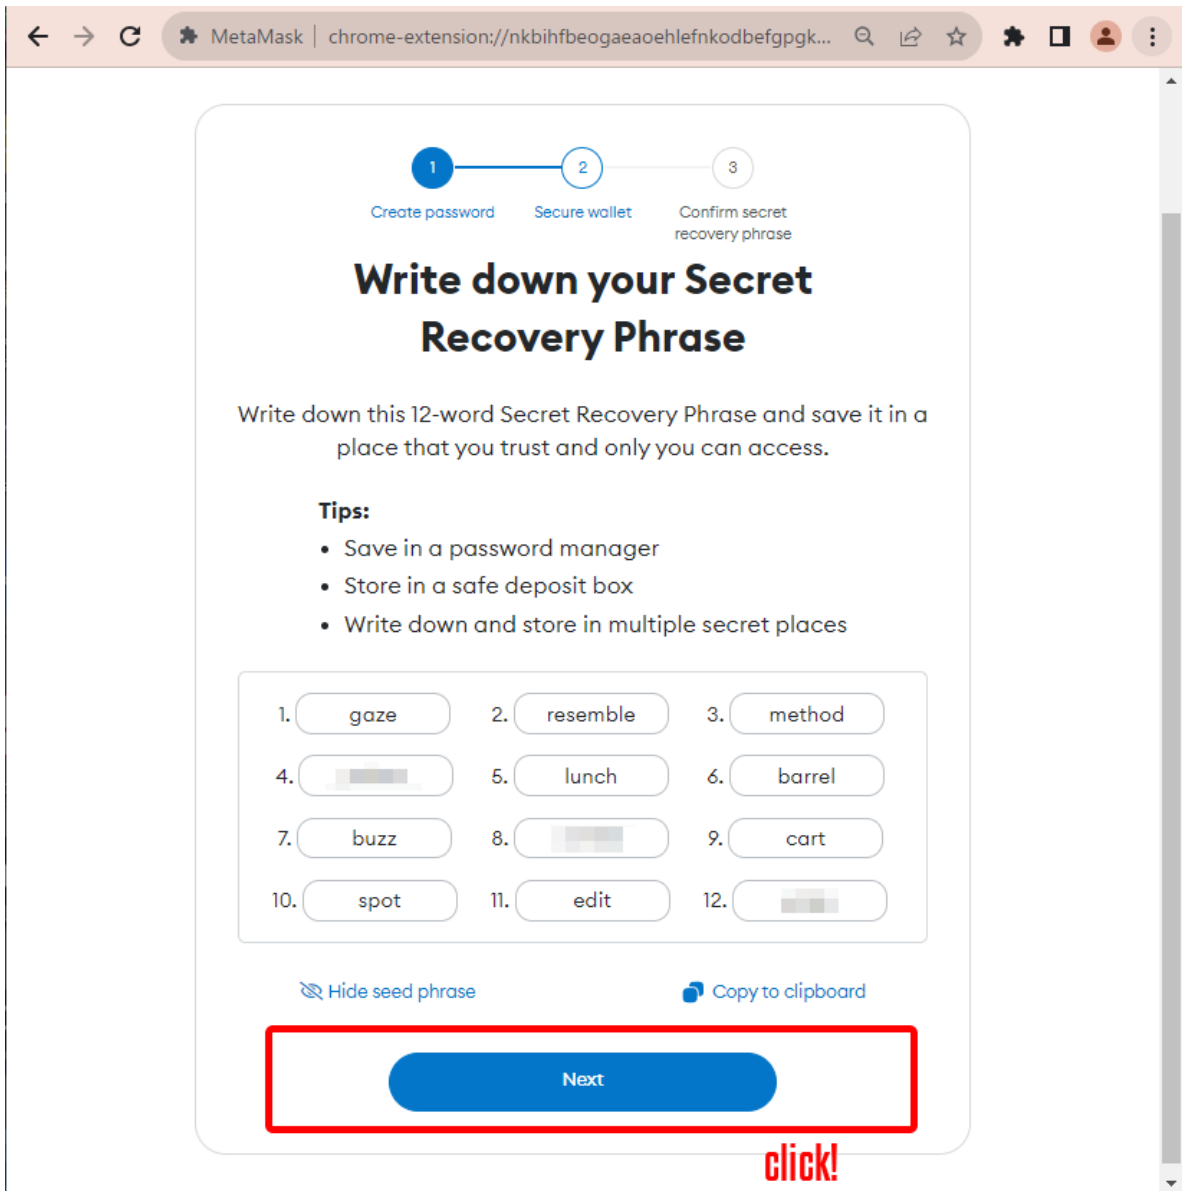 MetaMask | chrome-extension://nkbihfbeogaeaoehlefnkodbefgpgk...
1 2 3
Create password Secure wallet Confirm secret
recovery phrase
Write down your Secret
Recovery Phrase
Write down this 12-word Secret Recovery Phrase and save it in a
place that you trust and only you can access.
Tips:
• Save in a password manager
• Store in a safe deposit box
• Write down and store in multiple secret places
1. gaze 2. resemble 3. method
4. 5. lunch 6. barrel
7. buzz 8. 9. cart
10. spot 11. edit 12.
Hide seed phrase Copy to clipboard
Next
click!